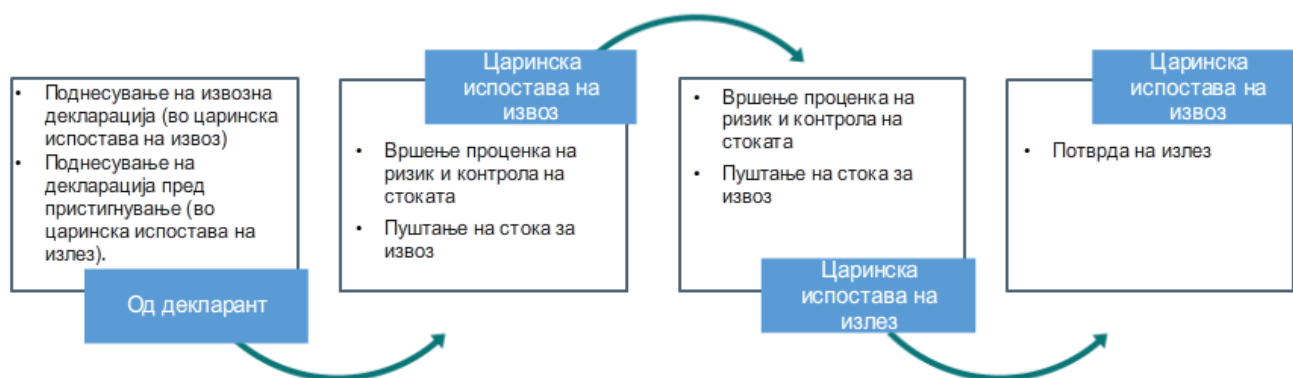 • Поднесување на извозна
декларација (во царинска
испостава на извоз)
• Поднесување на
декларација пред
пристигнување (во
царинска испостава на
излез).
Од декларант
Царинска
испостава на
извоз
• Вршење проценка на
ризик и контрола на
стоката
• Пуштање на стока за
извоз
• Вршење проценка на
ризик и контрола на
стоката
• Пуштање на стока за
извоз
Царинска
испостава на
излез
Царинска
испостава на
извоз
• Потврда на излез